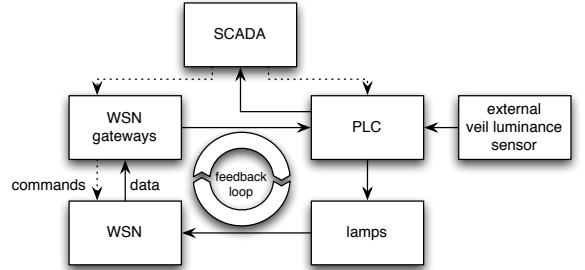 SCADA
WSN
gateways
PLC
external
veil luminance
sensor
feedback
loop
commands
data
WSN
lamps